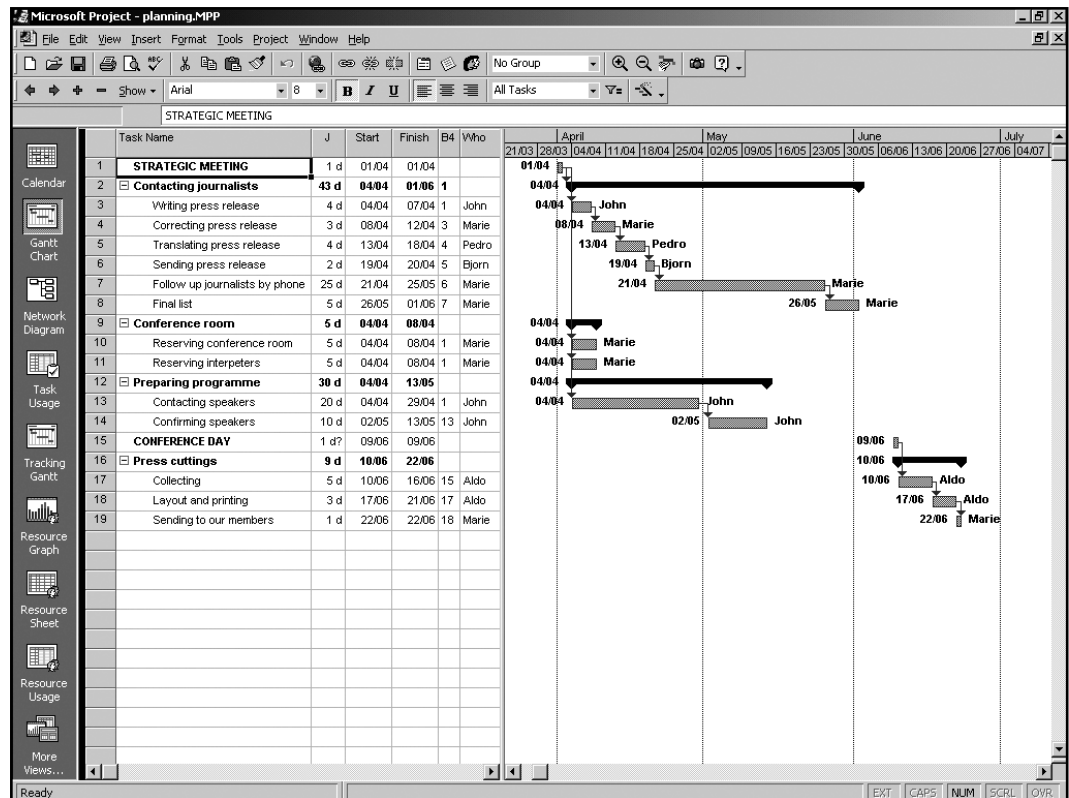 Microsoft Project - planning.MPP
File Edit View Insert Format Tools Project Window Help
No Group
Show Arial 8 B I U All Tasks
STRATEGIC MEETING
Task Name J Start Finish B4 Who
April May June July
21/03 28/03 04/04 11/04 18/04 25/04 02/05 09/05 16/05 23/05 30/05 06/06 13/06 20/06 27/06 04/07
1 STRATEGIC MEETING 1 d 01/04 01/04 01/04
2 Contacting journalists 43 d 04/04 01/06 1 04/04
3 Writing press release 4 d 04/04 07/04 1 John 04/04 John
4 Correcting press release 3 d 08/04 12/04 3 Marie 08/04 Marie
5 Translating press release 4 d 13/04 18/04 4 Pedro 13/04 Pedro
6 Sending press release 2 d 19/04 20/04 5 Bjorn 19/04 Bjorn
7 Follow up journalists by phone 25 d 21/04 25/05 6 Marie 21/04 Marie
8 Final list 5 d 26/05 01/06 7 Marie 26/05 Marie
9 Conference room 5 d 04/04 08/04 04/04
10 Reserving conference room 5 d 04/04 08/04 1 Marie 04/04 Marie
11 Reserving interpeters 5 d 04/04 08/04 1 Marie 04/04 Marie
12 Preparing programme 30 d 04/04 13/05 04/04
13 Contacting speakers 20 d 04/04 29/04 1 John 04/04 John
14 Confirming speakers 10 d 02/05 13/05 13 John 02/05 John
15 CONFERENCE DAY 1 d? 09/06 09/06 09/06
16 Press cuttings 9 d 10/06 22/06 10/06
17 Collecting 5 d 10/06 16/06 15 Aldo 10/06 Aldo
18 Layout and printing 3 d 17/06 21/06 17 Aldo 17/06 Aldo
19 Sending to our members 1 d 22/06 22/06 18 Marie 22/06 Marie
Calendar
Gantt
Chart
Network
Diagram
Task
Usage
Tracking
Gantt
Resource
Graph
Resource
Sheet
Resource
Usage
More
Views...
Ready EXT CAPS NUM SCRL OVR